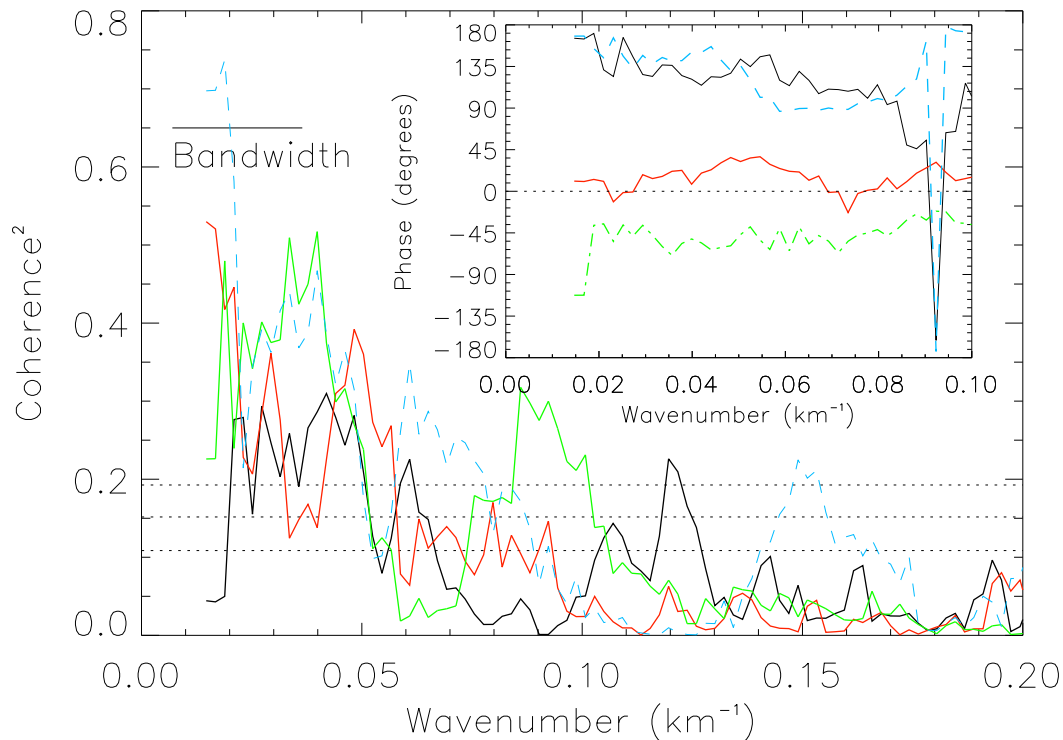 0.8
0.6
0.4
0.2
0.0
Coherence²
Bandwidth
0.00 0.05 0.10 0.15 0.20
Wavenumber (km⁻¹)
180
135
90
45
0
-45
-90
-135
-180
Phase (degrees)
0.00 0.02 0.04 0.06 0.08 0.10
Wavenumber (km⁻¹)